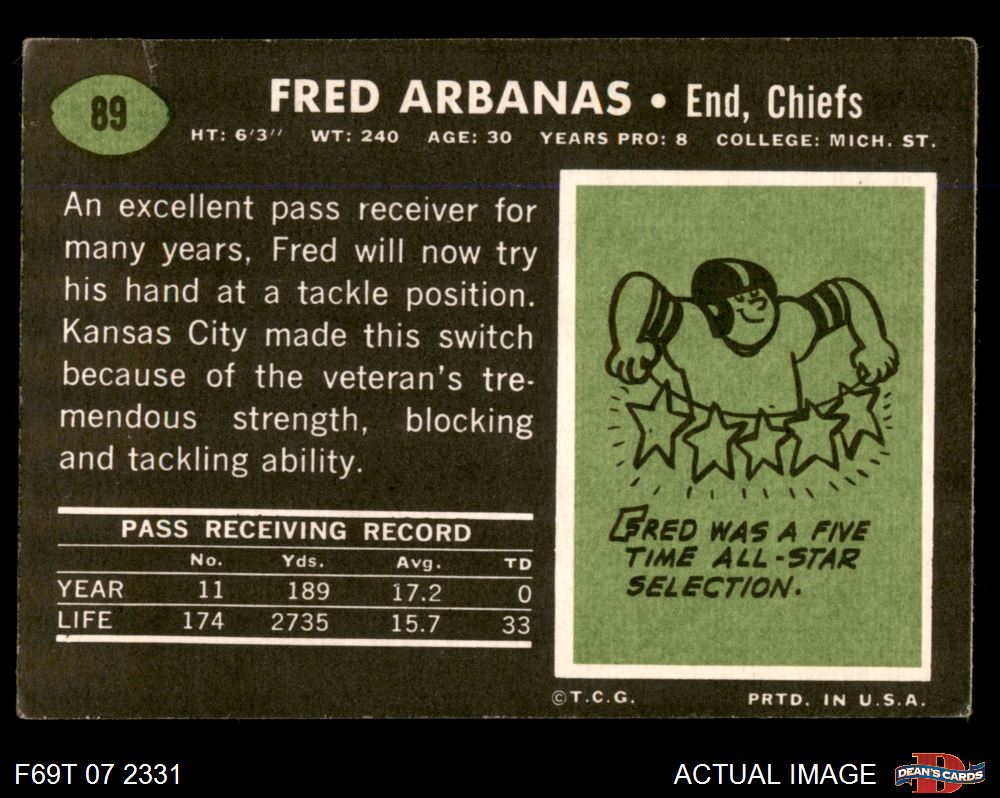 89
FRED ARBANAS • End, Chiefs
HT: 6'3" WT: 240 AGE: 30 YEARS PRO: 8 COLLEGE: MICH. ST.
An excellent pass receiver for
many years, Fred will now try
his hand at a tackle position.
Kansas City made this switch
because of the veteran's tre-
mendous strength, blocking
and tackling ability.
PASS RECEIVING RECORD
No. Yds. Avg. TD
YEAR 11 189 17.2 0
LIFE 174 2735 15.7 33
FRED WAS A FIVE
TIME ALL-STAR
SELECTION.
©T.C.G. PRTD. IN U.S.A.
F69T 07 2331
ACTUAL IMAGE
D
DEAN'S CARDS